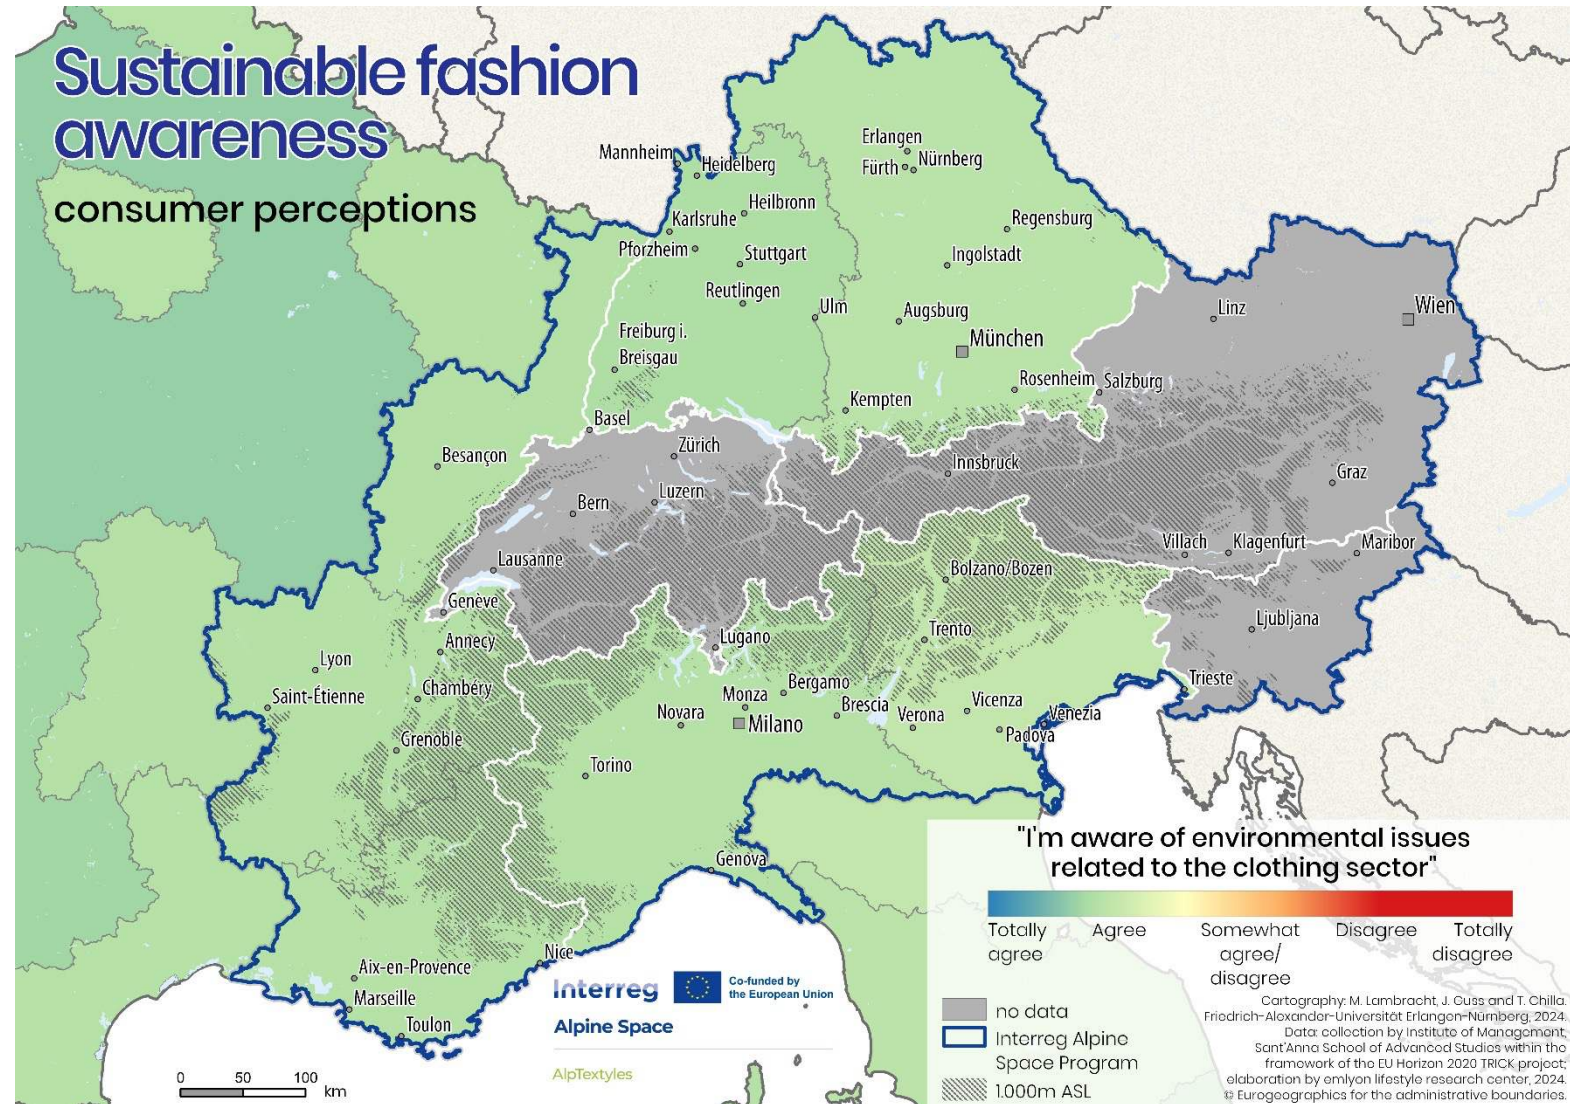 Sustainable fashion
awareness
consumer perceptions
Mannheim
Heidelberg
Erlangen
Fürth
Nürnberg
Heilbronn
Karlsruhe
Pforzheim
Stuttgart
Regensburg
Ingolstadt
Reutlingen
Ulm
Augsburg
München
Linz
Wien
Freiburg i.
Breisgau
Kempten
Rosenheim
Salzburg
Basel
Besançon
Zürich
Innsbruck
Graz
Bern
Luzern
Lausanne
Villach
Klagenfurt
Maribor
Bolzano/Bozen
Genève
Annecy
Lugano
Trento
Ljubljana
Lyon
Saint-Étienne
Chambéry
Monza
Bergamo
Trieste
Novara
Milano
Brescia
Verona
Vicenza
Padova
Venezia
Grenoble
Torino
Genova
Nice
Aix-en-Provence
Marseille
Toulon
"I'm aware of environmental issues
related to the clothing sector"
Totally
agree
Agree
Somewhat
agree/
disagree
Disagree
Totally
disagree
no data
Interreg Alpine
Space Program
1.000m ASL
Cartography: M. Lambracht, J. Guss and T. Chilla.
Friedrich-Alexander-Universität Erlangen-Nürnberg, 2024.
Data: collection by Institute of Management,
Sant'Anna School of Advanced Studies within the
framework of the EU Horizon 2020 TRICK project;
elaboration by emlyon lifestyle research center, 2024.
© Eurogeographics for the administrative boundaries.
Interreg
Co-funded by
the European Union
Alpine Space
AlpTextyles
0 50 100
km